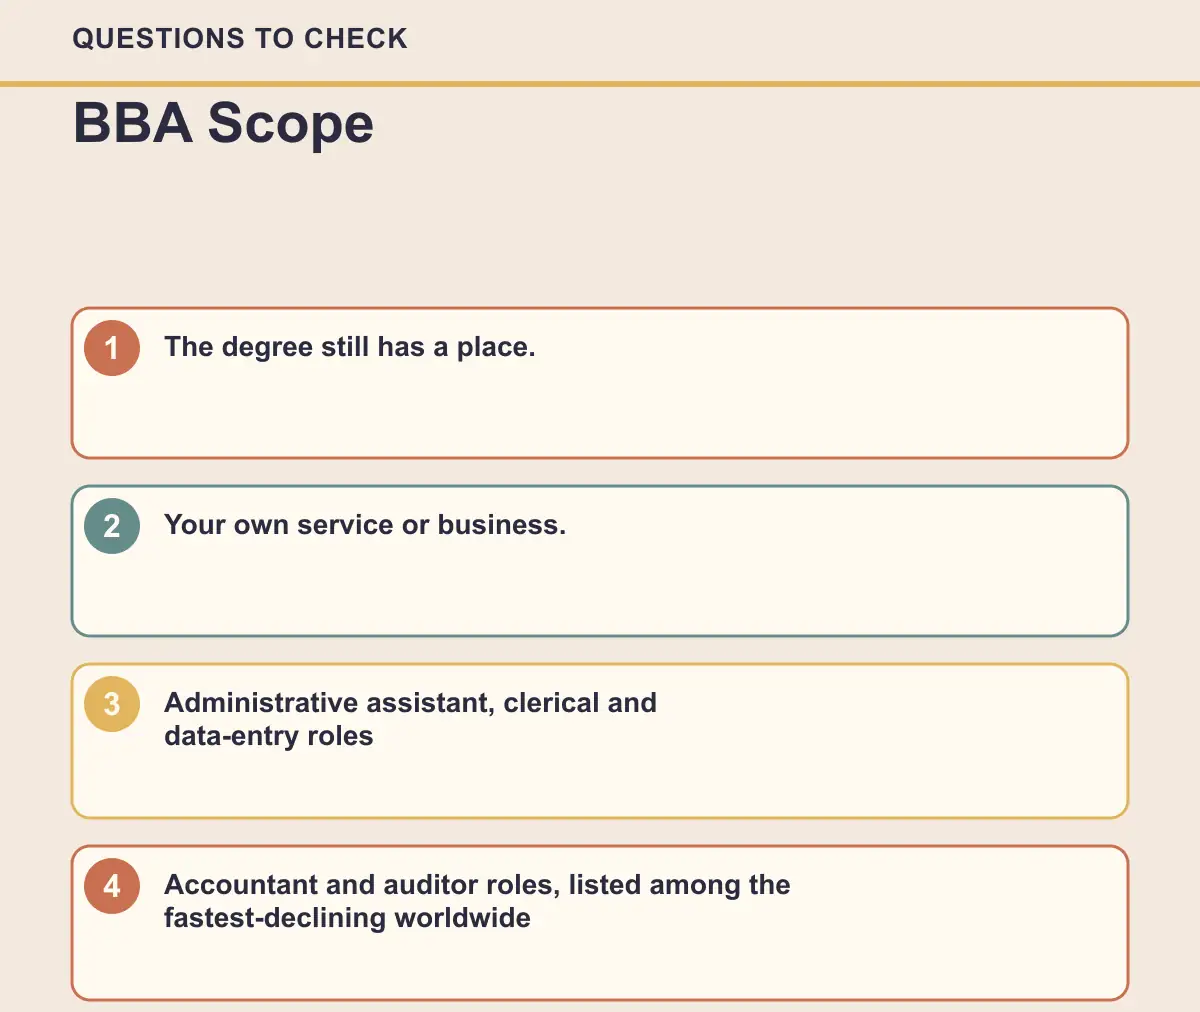 QUESTIONS TO CHECK
BBA Scope
1
The degree still has a place.
2
Your own service or business.
3
Administrative assistant, clerical and
data-entry roles
4
Accountant and auditor roles, listed among the
fastest-declining worldwide